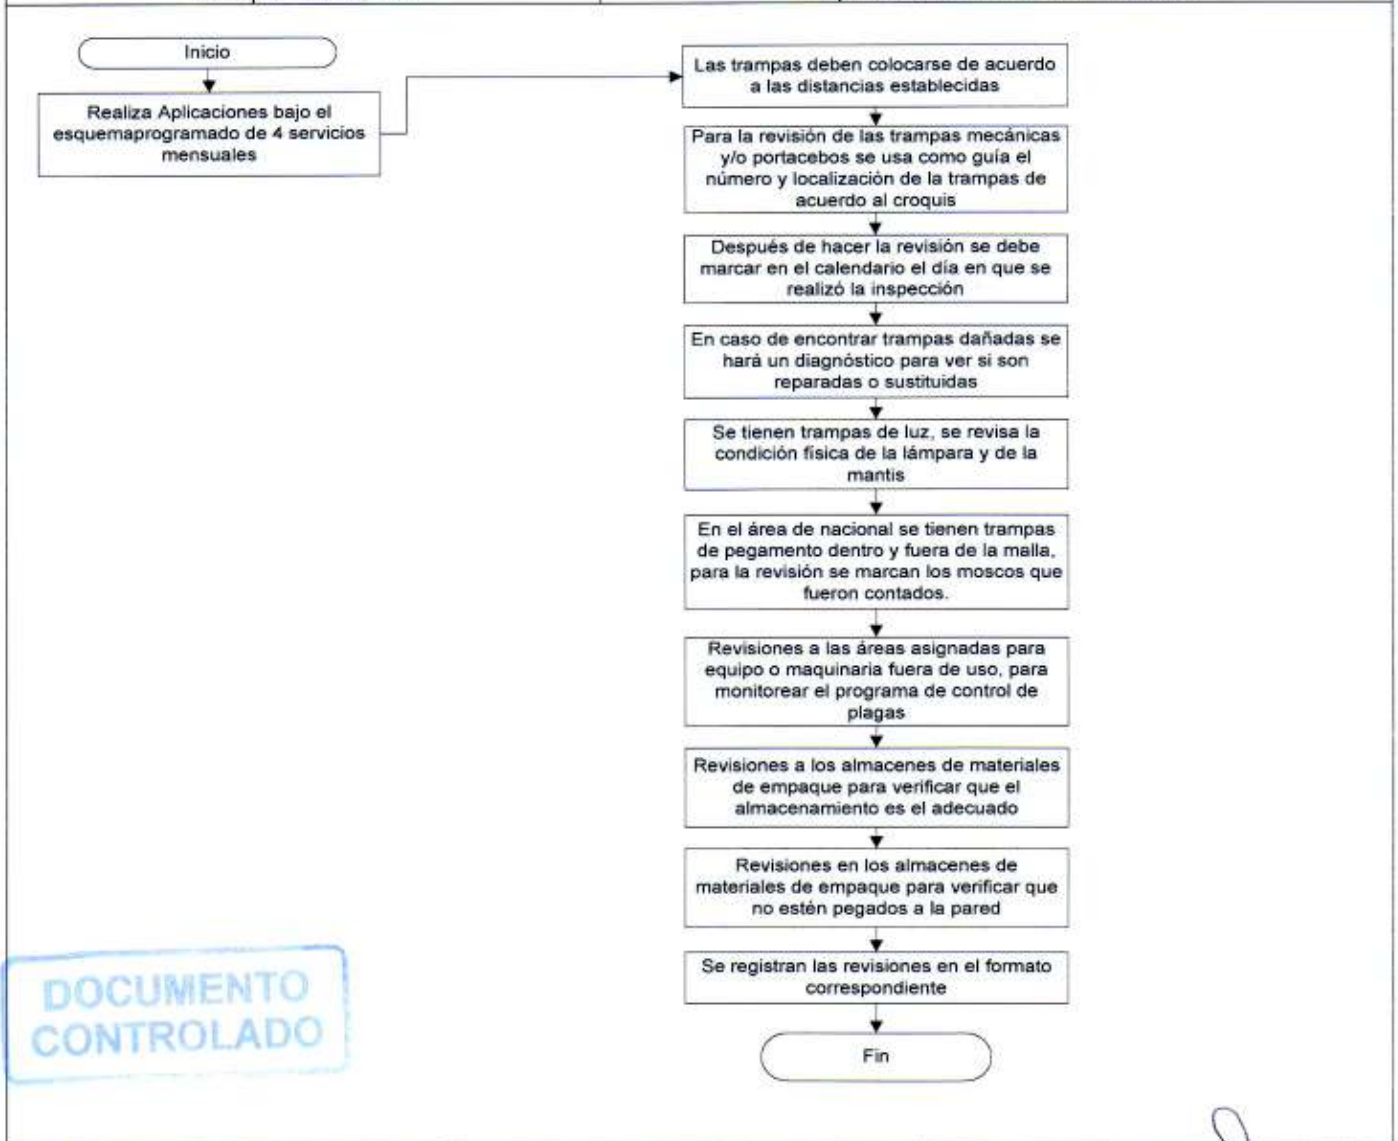 Inicio
Realiza Aplicaciones bajo el
esquemaprogramado de 4 servicios
mensuales
Las trampas deben colocarse de acuerdo
a las distancias establecidas
Para la revisión de las trampas mecánicas
y/o portacebos se usa como guía el
número y localización de la trampas de
acuerdo al croquis
Después de hacer la revisión se debe
marcar en el calendario el día en que se
realizó la inspección
En caso de encontrar trampas dañadas se
hará un diagnóstico para ver si son
reparadas o sustituidas
Se tienen trampas de luz, se revisa la
condición física de la lámpara y de la
mantis
En el área de nacional se tienen trampas
de pegamento dentro y fuera de la malla,
para la revisión se marcan los moscos que
fueron contados.
Revisiones a las áreas asignadas para
equipo o maquinaria fuera de uso, para
monitorear el programa de control de
plagas
Revisiones a los almacenes de materiales
de empaque para verificar que el
almacenamiento es el adecuado
Revisiones en los almacenes de
materiales de empaque para verificar que
no estén pegados a la pared
Se registran las revisiones en el formato
correspondiente
Fin
DOCUMENTO
CONTROLADO